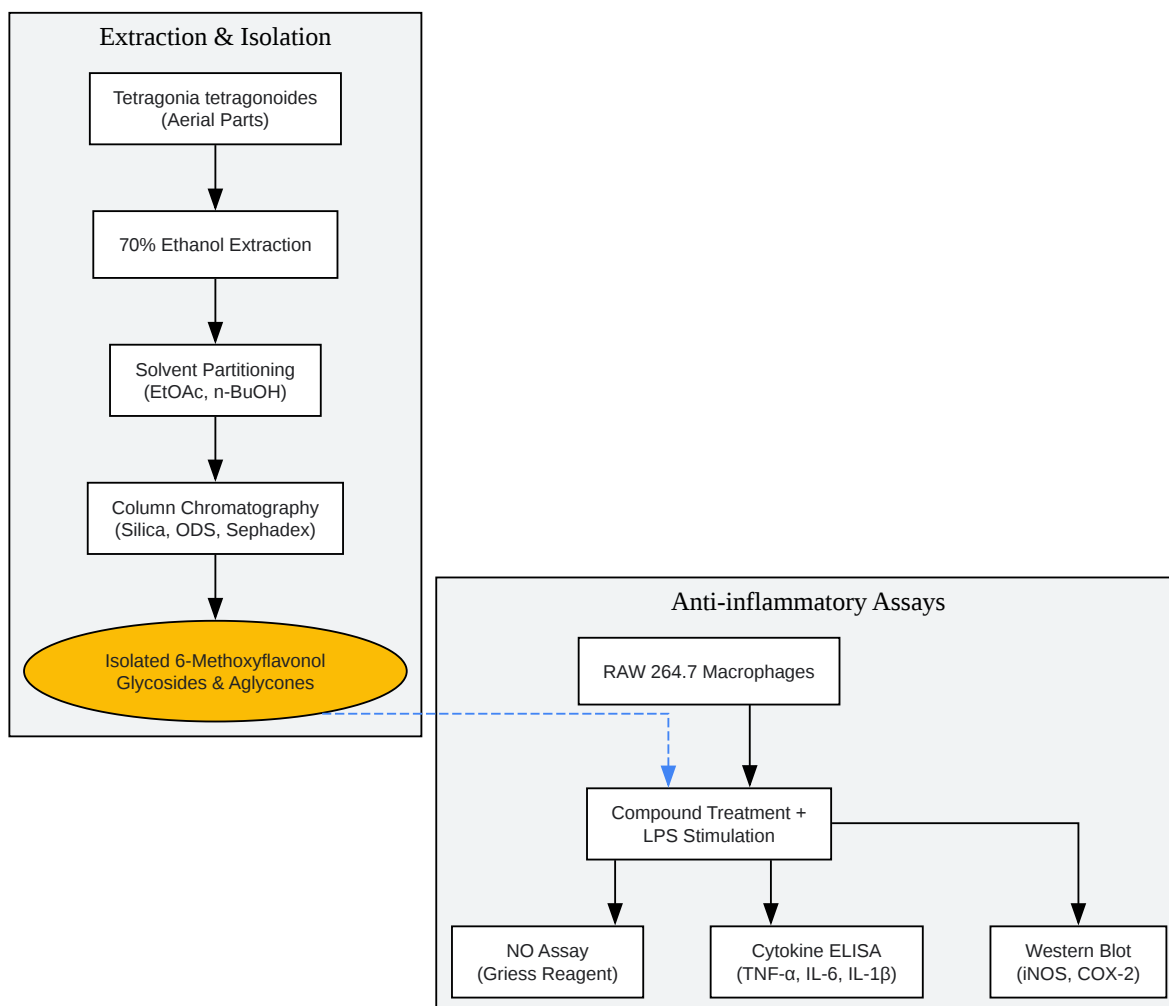 Extraction & Isolation
Tetragonia tetragonoides
(Aerial Parts)
70% Ethanol Extraction
Solvent Partitioning
(EtOAc, n-BuOH)
Column Chromatography
(Silica, ODS, Sephadex)
Isolated 6-Methoxyflavonol
Glycosides & Aglycones
Anti-inflammatory Assays
RAW 264.7 Macrophages
Compound Treatment +
LPS Stimulation
NO Assay
(Griess Reagent)
Cytokine ELISA
(TNF-α, IL-6, IL-1β)
Western Blot
(iNOS, COX-2)